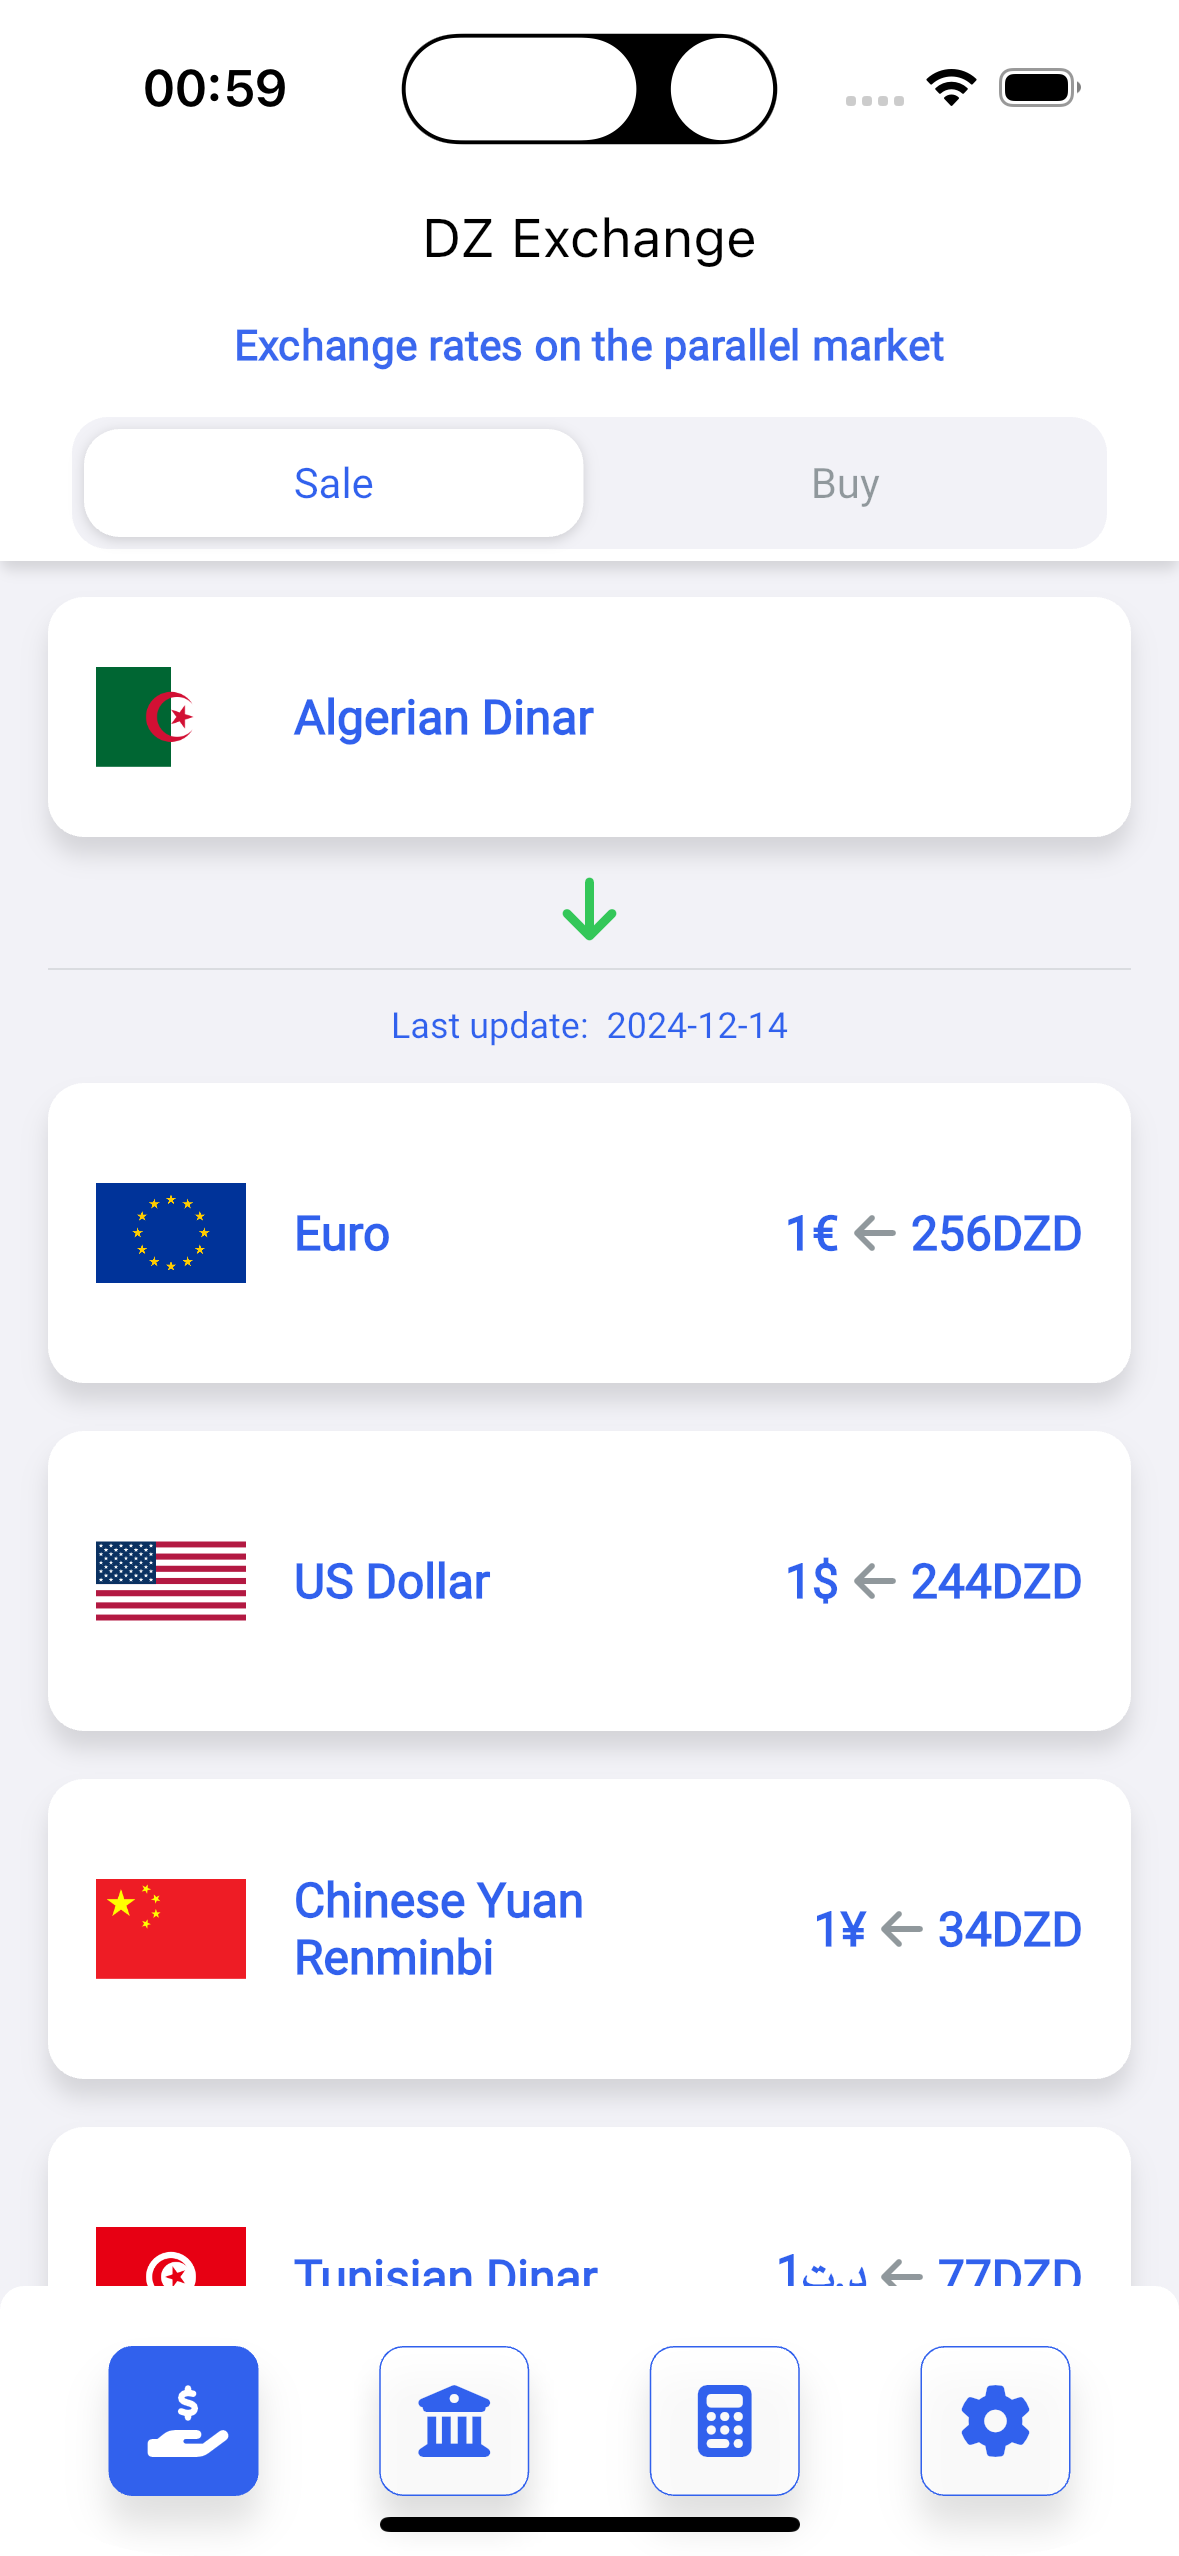 00:59
DZ Exchange
Exchange rates on the parallel market
Sale
Buy
Algerian Dinar
Last update: 2024-12-14
Euro
1€ ← 256DZD
US Dollar
1$ ← 244DZD
Chinese Yuan
Renminbi
1¥ ← 34DZD
Tunisian Dinar
1د.ت ← 77DZD
$